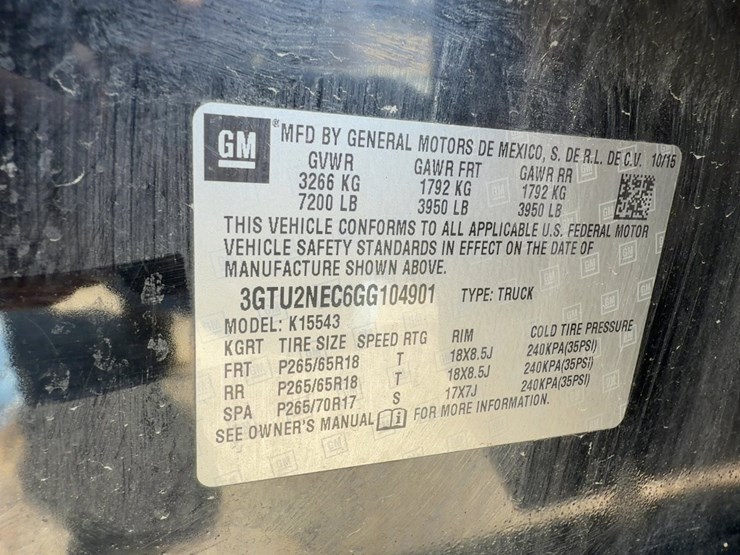 GM ® MFD BY GENERAL MOTORS DE MEXICO, S. DE R.L. DE C.V. 10/15
GVWR GAWR FRT GAWR RR
3266 KG 1792 KG 1792 KG
7200 LB 3950 LB 3950 LB
THIS VEHICLE CONFORMS TO ALL APPLICABLE U.S. FEDERAL MOTOR
VEHICLE SAFETY STANDARDS IN EFFECT ON THE DATE OF
MANUFACTURE SHOWN ABOVE.
3GTU2NEC6GG104901 TYPE: TRUCK
MODEL: K15543
KGRT TIRE SIZE SPEED RTG RIM COLD TIRE PRESSURE
FRT P265/65R18 T 18X8.5J 240KPA(35PSI)
RR P265/65R18 T 18X8.5J 240KPA(35PSI)
SPA P265/70R17 S 17X7J 240KPA(35PSI)
SEE OWNER'S MANUAL i FOR MORE INFORMATION.